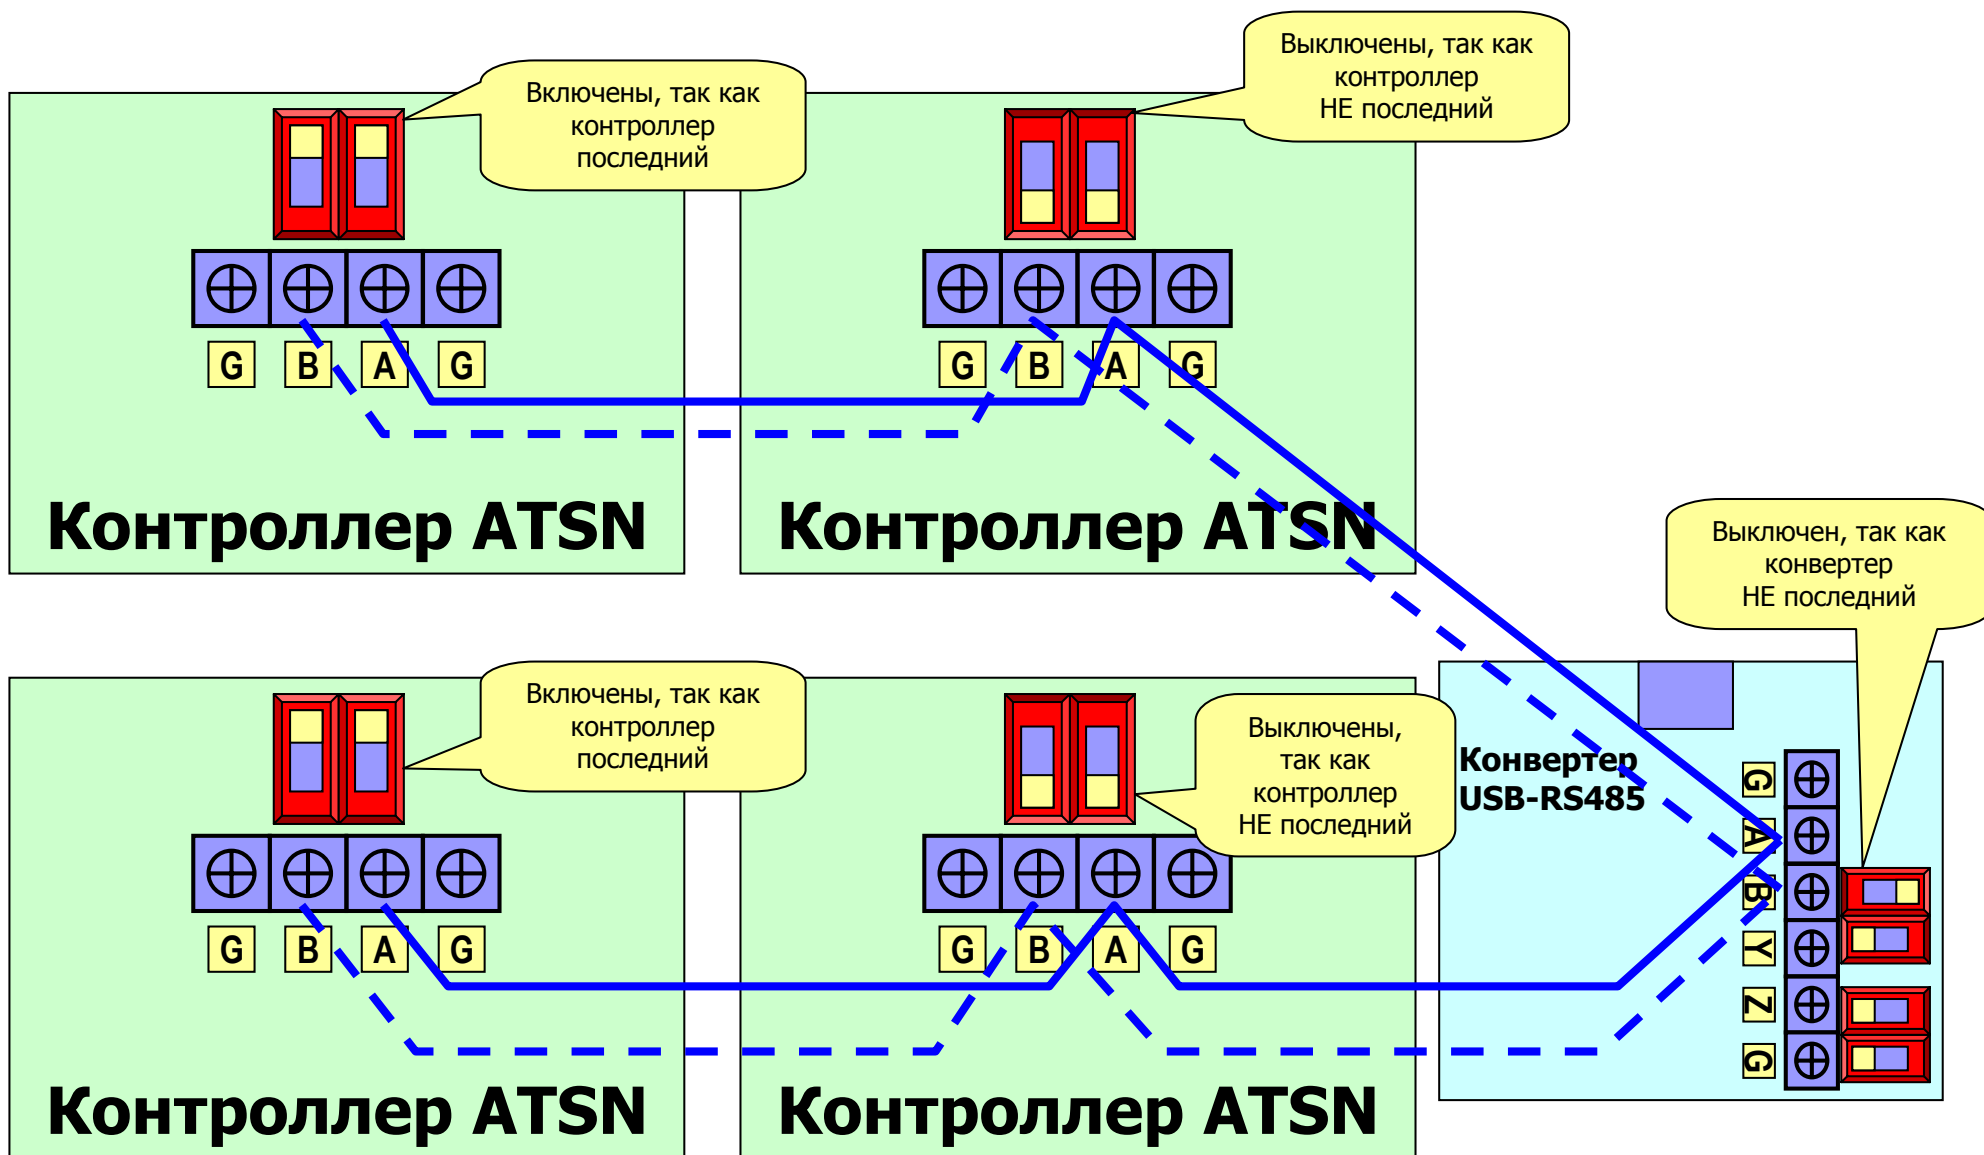 Включены, так как
контроллер
последний
Выключены, так как
контроллер
НЕ последний
G B A G
G B A G
Контроллер ATSN
Контроллер ATSN
Выключен, так как
конвертер
НЕ последний
Включены, так как
контроллер
последний
Выключены,
так как
контроллер
НЕ последний
Конвертер
USB-RS485
G
A
B
Y
Z
G
G B A G
G B A G
Контроллер ATSN
Контроллер ATSN